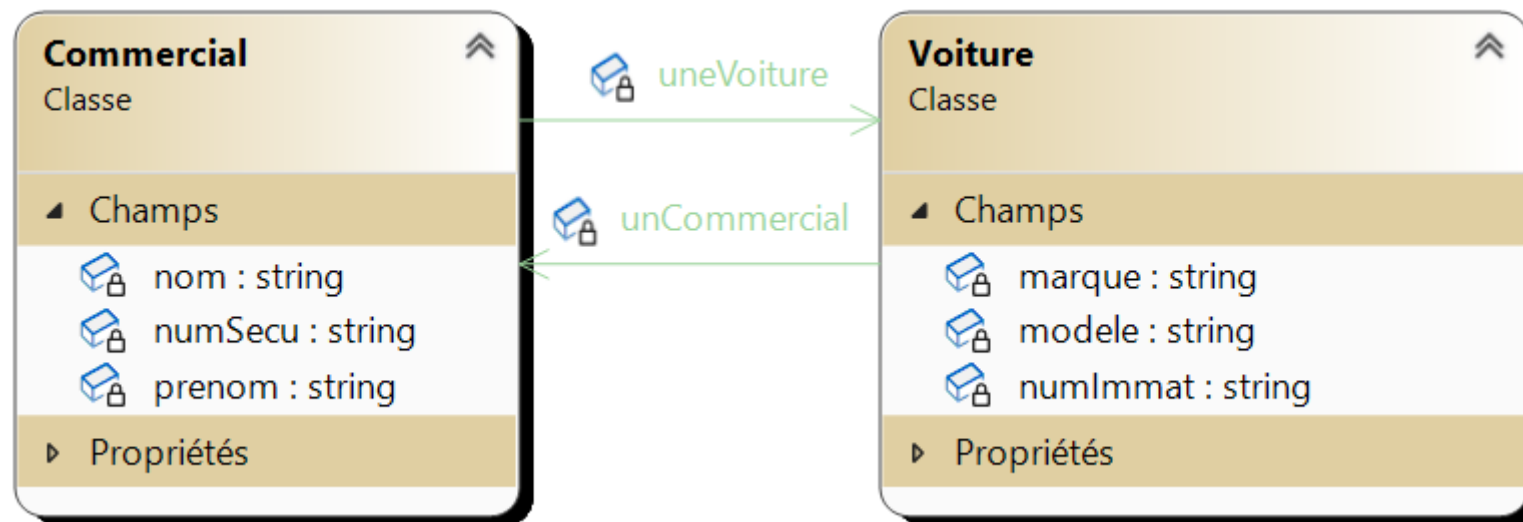 Commercial
Classe
Champs
nom : string
numSecu : string
prenom : string
Propriétés
uneVoiture
unCommercial
Voiture
Classe
Champs
marque : string
modele : string
numImmat : string
Propriétés